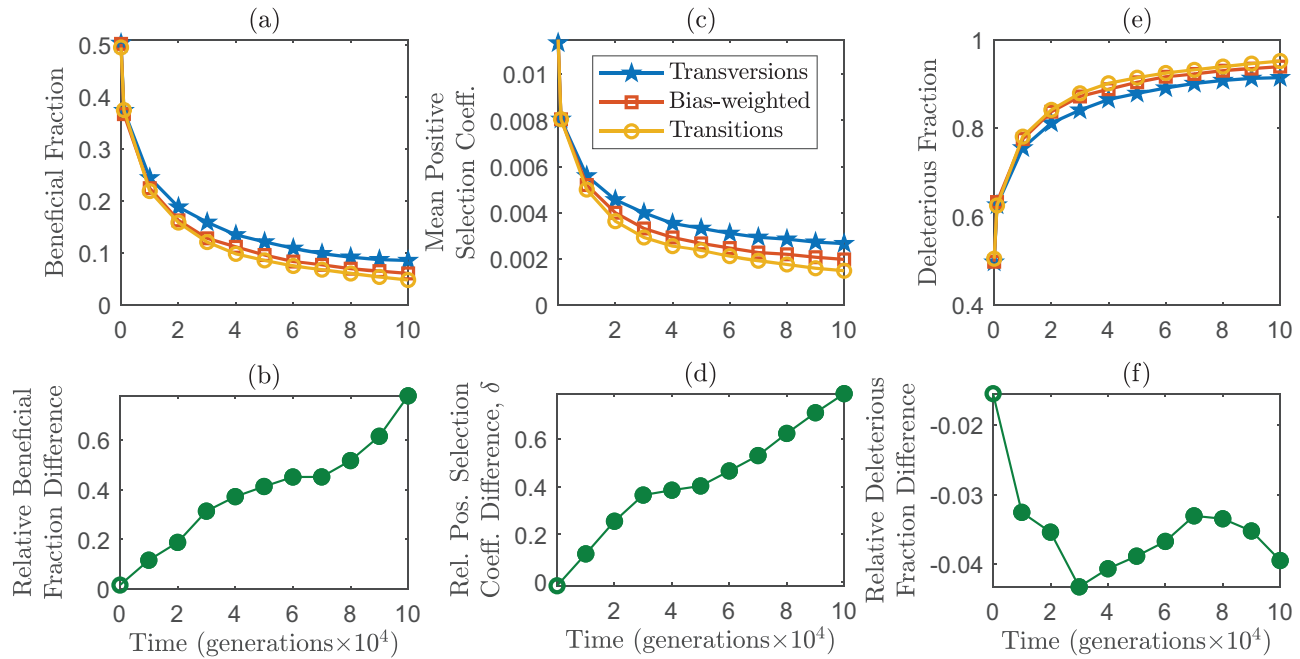 (a)
Beneficial Fraction
0.5
0.4
0.3
0.2
0.1
0
0 2 4 6 8 10
(c)
Mean Positive
Selection Coeff.
0.01
0.008
0.006
0.004
0.002
0
2 4 6 8 10
Transversions
Bias-weighted
Transitions
(e)
Deleterious Fraction
1
0.8
0.6
0.4
0 2 4 6 8 10
(b)
Relative Beneficial
Fraction Difference
0.6
0.4
0.2
0
0 2 4 6 8 10
Time (generations×10⁴)
(d)
Rel. Pos. Selection
Coeff. Difference, δ
0.6
0.4
0.2
0
2 4 6 8 10
Time (generations×10⁴)
(f)
Relative Deleterious
Fraction Difference
-0.02
-0.03
-0.04
0 2 4 6 8 10
Time (generations×10⁴)